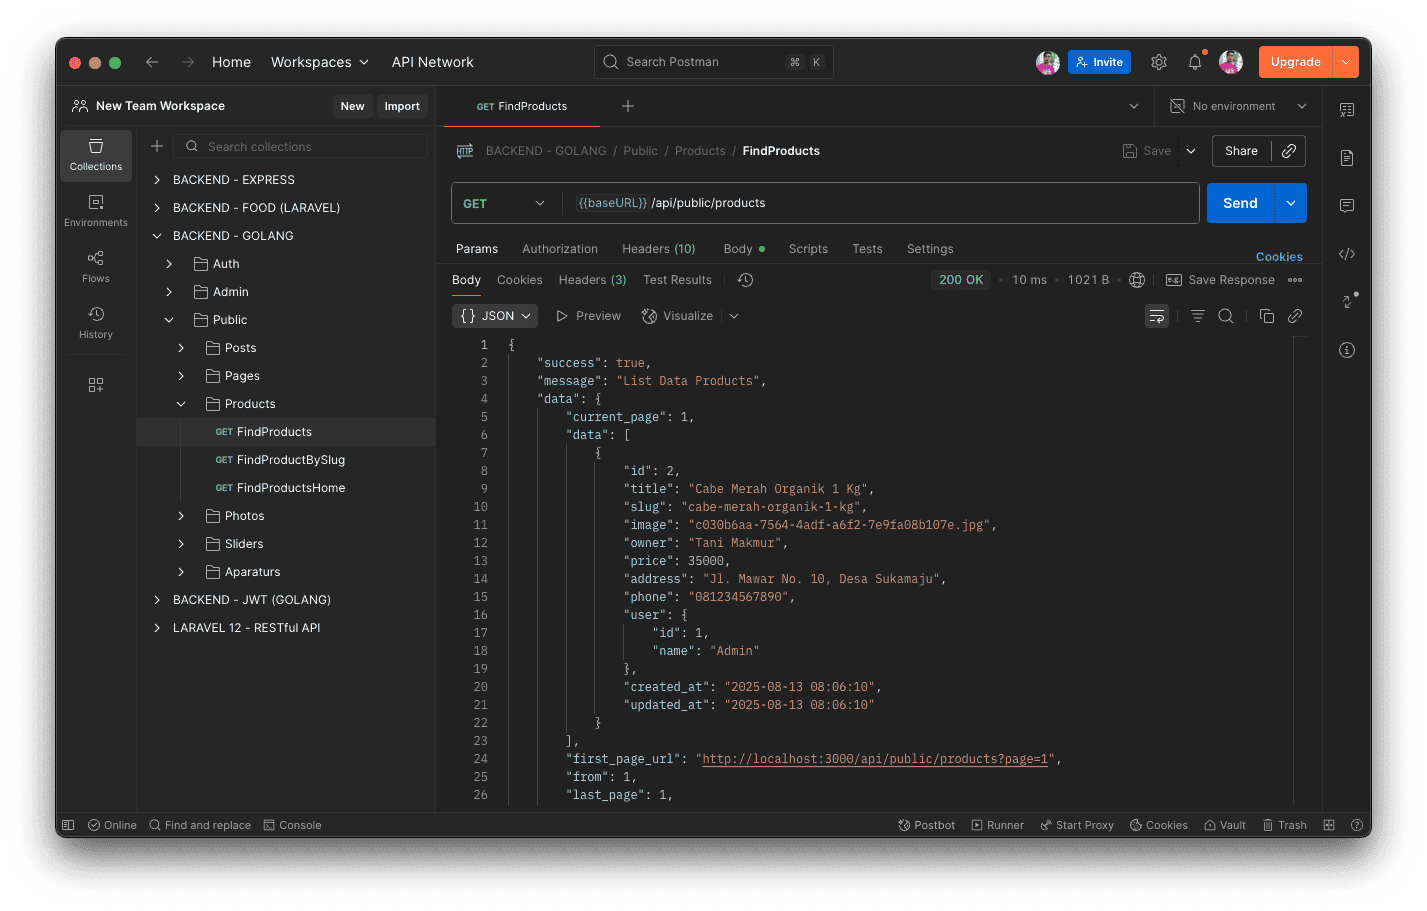 Home Workspaces API Network Search Postman ⌘ K Invite Upgrade
New Team Workspace New Import GET FindProducts No environment
Collections
Environments
Flows
History
Search collections
BACKEND - EXPRESS
BACKEND - FOOD (LARAVEL)
BACKEND - GOLANG
Auth
Admin
Public
Posts
Pages
Products
GET FindProducts
GET FindProductBySlug
GET FindProductsHome
Photos
Sliders
Aparaturs
BACKEND - JWT (GOLANG)
LARAVEL 12 - RESTful API
HTTP BACKEND - GOLANG / Public / Products / FindProducts Save Share
GET {{baseURL}} /api/public/products Send
Params Authorization Headers (10) Body Scripts Tests Settings Cookies
Body Cookies Headers (3) Test Results 200 OK 10 ms 1021 B e.g. Save Response
{ } JSON Preview Visualize
1 {
2 "success": true,
3 "message": "List Data Products",
4 "data": {
5 "current_page": 1,
6 "data": [
7 {
8 "id": 2,
9 "title": "Cabe Merah Organik 1 Kg",
10 "slug": "cabe-merah-organik-1-kg",
11 "image": "c030b6aa-7564-4adf-a6f2-7e9fa08b107e.jpg",
12 "owner": "Tani Makmur",
13 "price": 35000,
14 "address": "Jl. Mawar No. 10, Desa Sukamaju",
15 "phone": "081234567890",
16 "user": {
17 "id": 1,
18 "name": "Admin"
19 },
20 "created_at": "2025-08-13 08:06:10",
21 "updated_at": "2025-08-13 08:06:10"
22 }
23 ],
24 "first_page_url": "http://localhost:3000/api/public/products?page=1",
25 "from": 1,
26 "last_page": 1,
Online Find and replace Console Postbot Runner Start Proxy Cookies Vault Trash